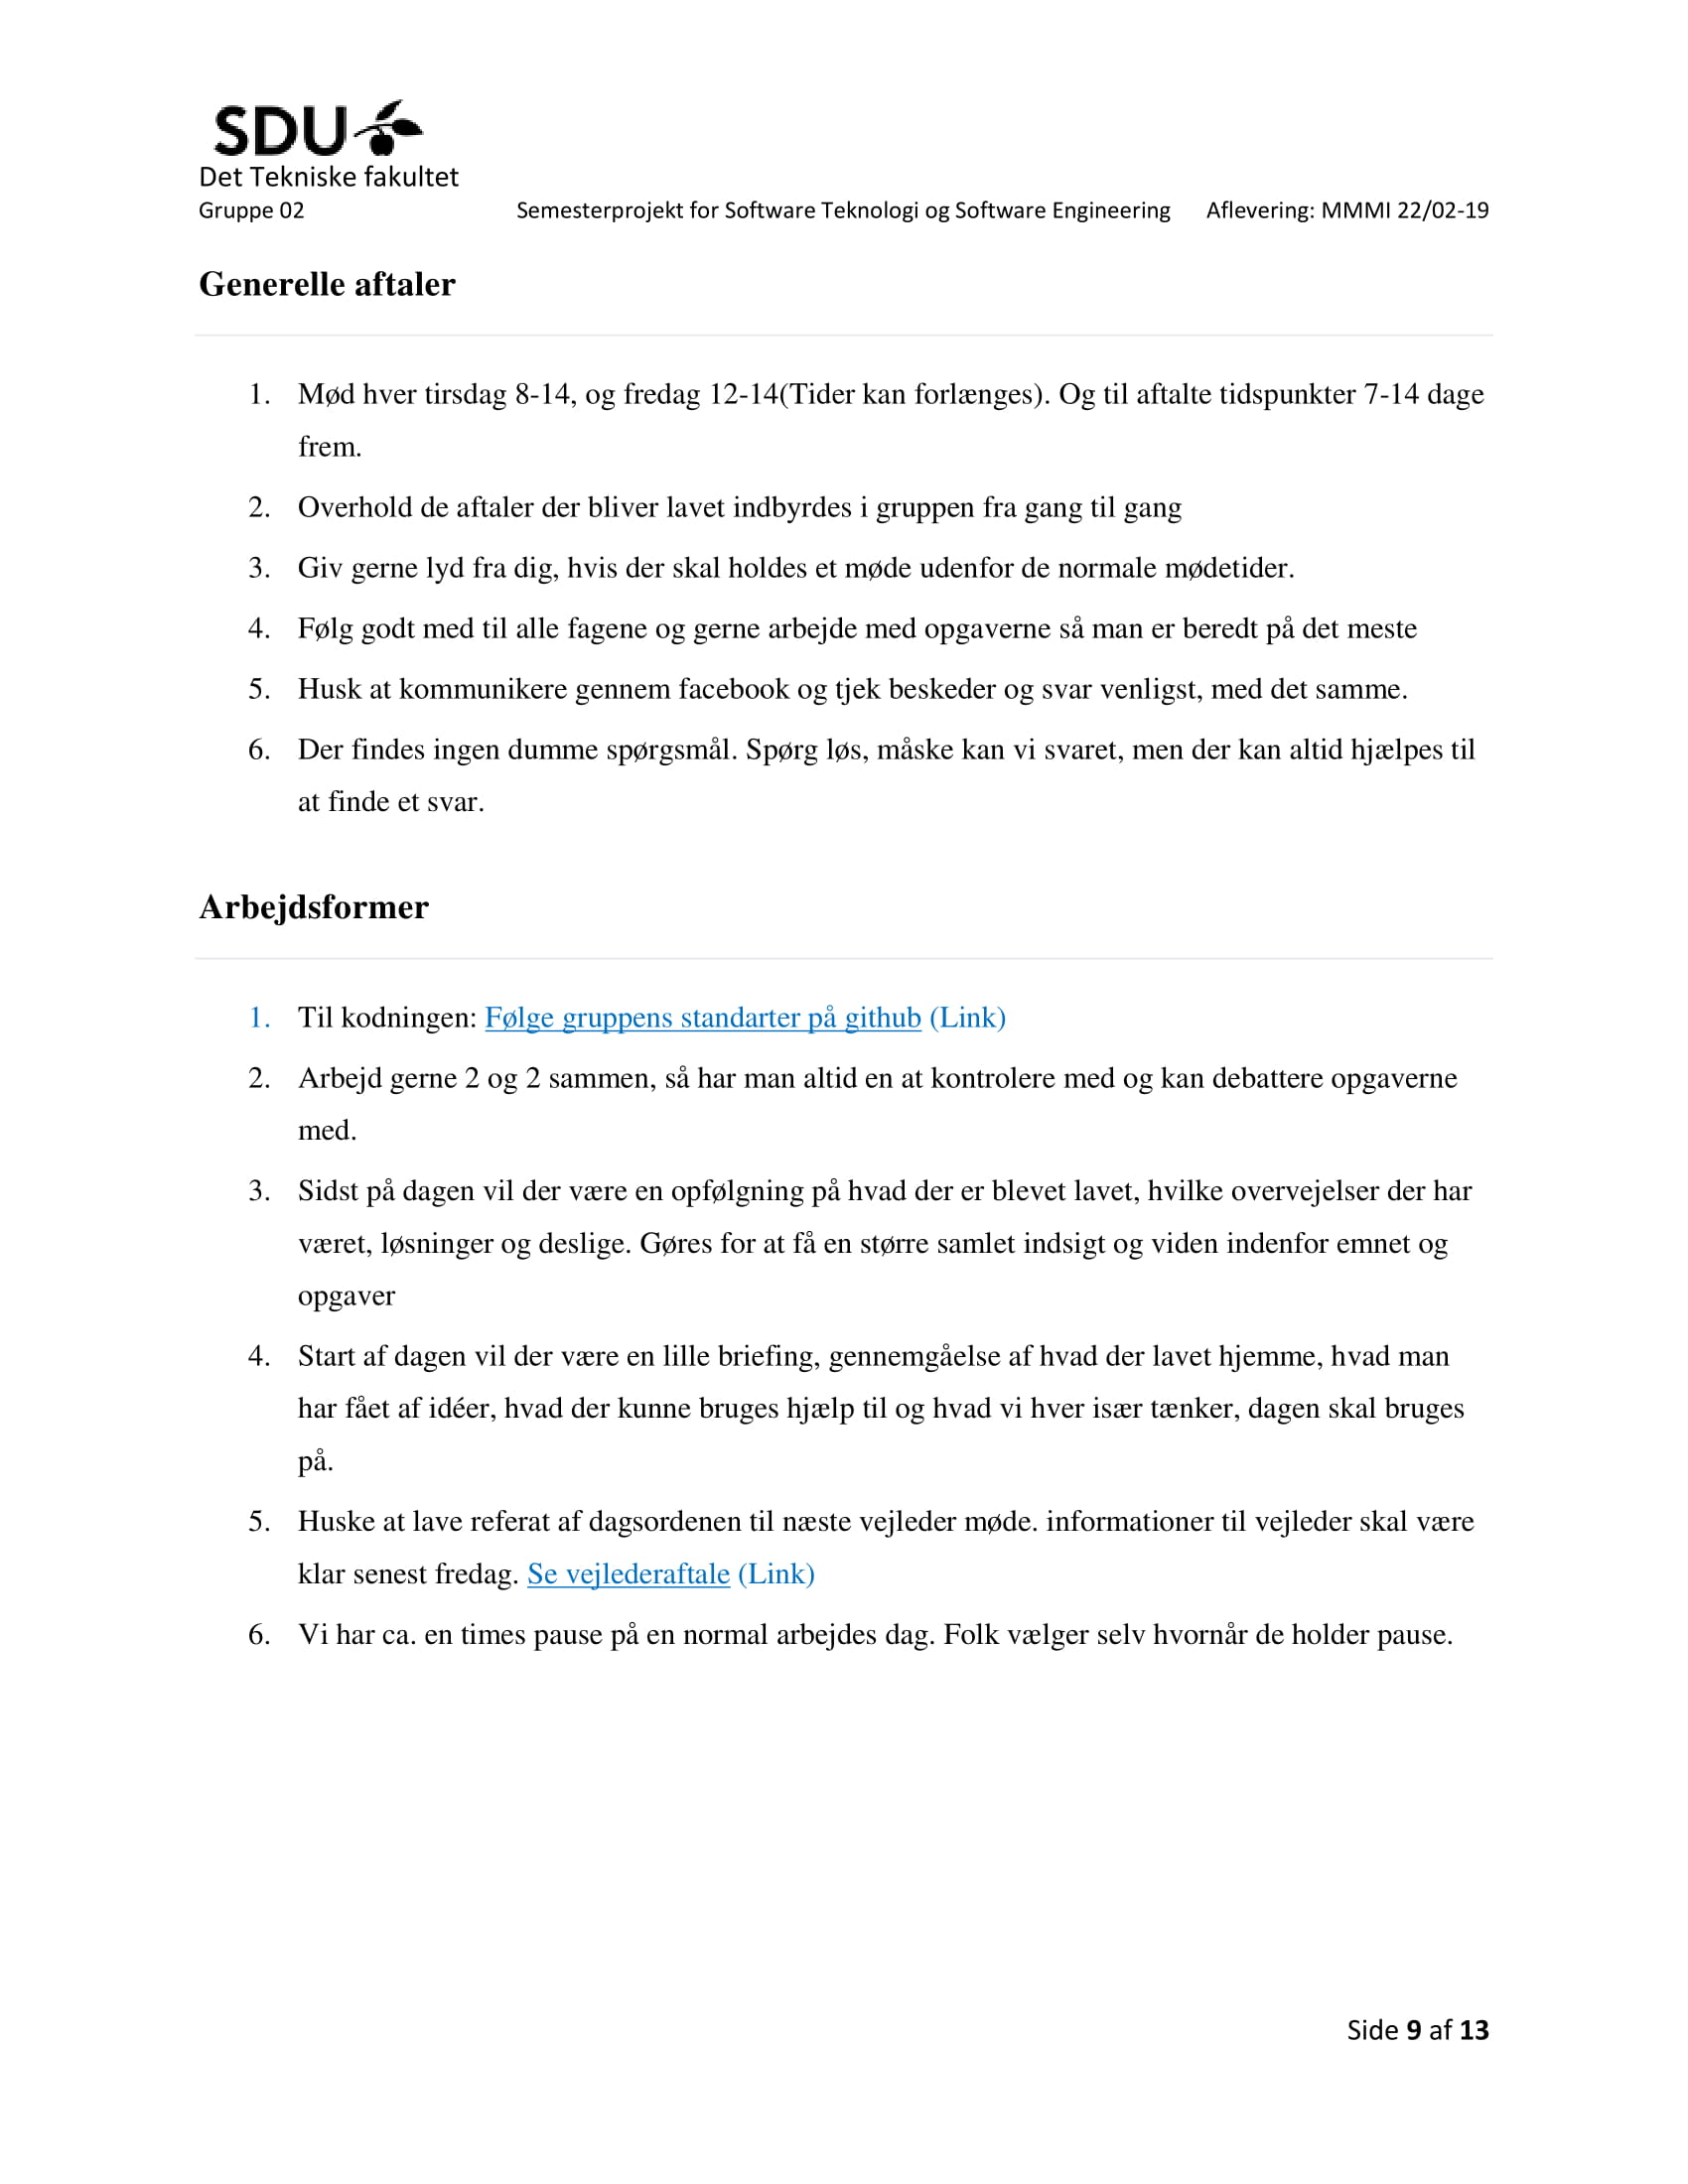 SDU
Det Tekniske fakultet
Gruppe 02 Semesterprojekt for Software Teknologi og Software Engineering Aflevering: MMMI 22/02-19
Generelle aftaler
1. Mød hver tirsdag 8-14, og fredag 12-14(Tider kan forlænges). Og til aftalte tidspunkter 7-14 dage
frem.
2. Overhold de aftaler der bliver lavet indbyrdes i gruppen fra gang til gang
3. Giv gerne lyd fra dig, hvis der skal holdes et møde udenfor de normale mødetider.
4. Følg godt med til alle fagene og gerne arbejde med opgaverne så man er beredt på det meste
5. Husk at kommunikere gennem facebook og tjek beskeder og svar venligst, med det samme.
6. Der findes ingen dumme spørgsmål. Spørg løs, måske kan vi svaret, men der kan altid hjælpes til
at finde et svar.
Arbejdsformer
1. Til kodningen: Følge gruppens standarter på github (Link)
2. Arbejd gerne 2 og 2 sammen, så har man altid en at kontrolere med og kan debattere opgaverne
med.
3. Sidst på dagen vil der være en opfølgning på hvad der er blevet lavet, hvilke overvejelser der har
været, løsninger og deslige. Gøres for at få en større samlet indsigt og viden indenfor emnet og
opgaver
4. Start af dagen vil der være en lille briefing, gennemgåelse af hvad der lavet hjemme, hvad man
har fået af idéer, hvad der kunne bruges hjælp til og hvad vi hver især tænker, dagen skal bruges
på.
5. Huske at lave referat af dagsordenen til næste vejleder møde. informationer til vejleder skal være
klar senest fredag. Se vejlederaftale (Link)
6. Vi har ca. en times pause på en normal arbejdes dag. Folk vælger selv hvornår de holder pause.
Side 9 af 13